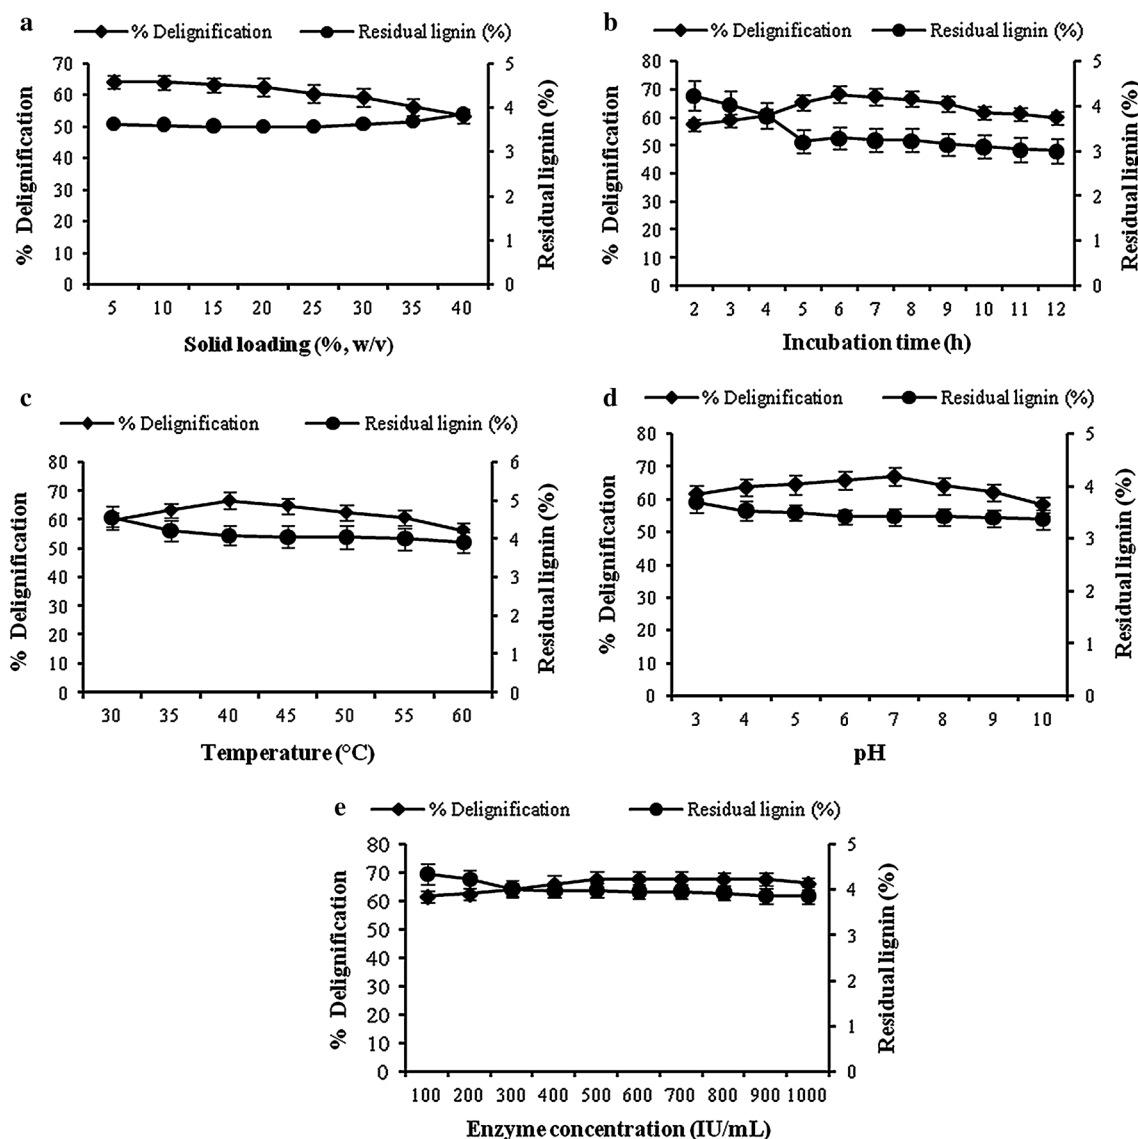 a
% Delignification Residual lignin (%)
70
60
50
40
30
20
10
0
% Delignification
5
4
3
2
1
0
Residual lignin (%)
5 10 15 20 25 30 35 40
Solid loading (%, w/v)
b
% Delignification Residual lignin (%)
80
70
60
50
40
30
20
10
0
% Delignification
5
4
3
2
1
0
Residual lignin (%)
2 3 4 5 6 7 8 9 10 11 12
Incubation time (h)
c
% Delignification Residual lignin (%)
80
70
60
50
40
30
20
10
0
% Delignification
6
5
4
3
2
1
0
Residual lignin (%)
30 35 40 45 50 55 60
Temperature (°C)
d
% Delignification Residual lignin (%)
80
70
60
50
40
30
20
10
0
% Delignification
5
4
3
2
1
0
Residual lignin (%)
3 4 5 6 7 8 9 10
pH
e
% Delignification Residual lignin (%)
80
70
60
50
40
30
20
10
0
% Delignification
5
4
3
2
1
0
Residual lignin (%)
100 200 300 400 500 600 700 800 900 1000
Enzyme concentration (IU/mL)